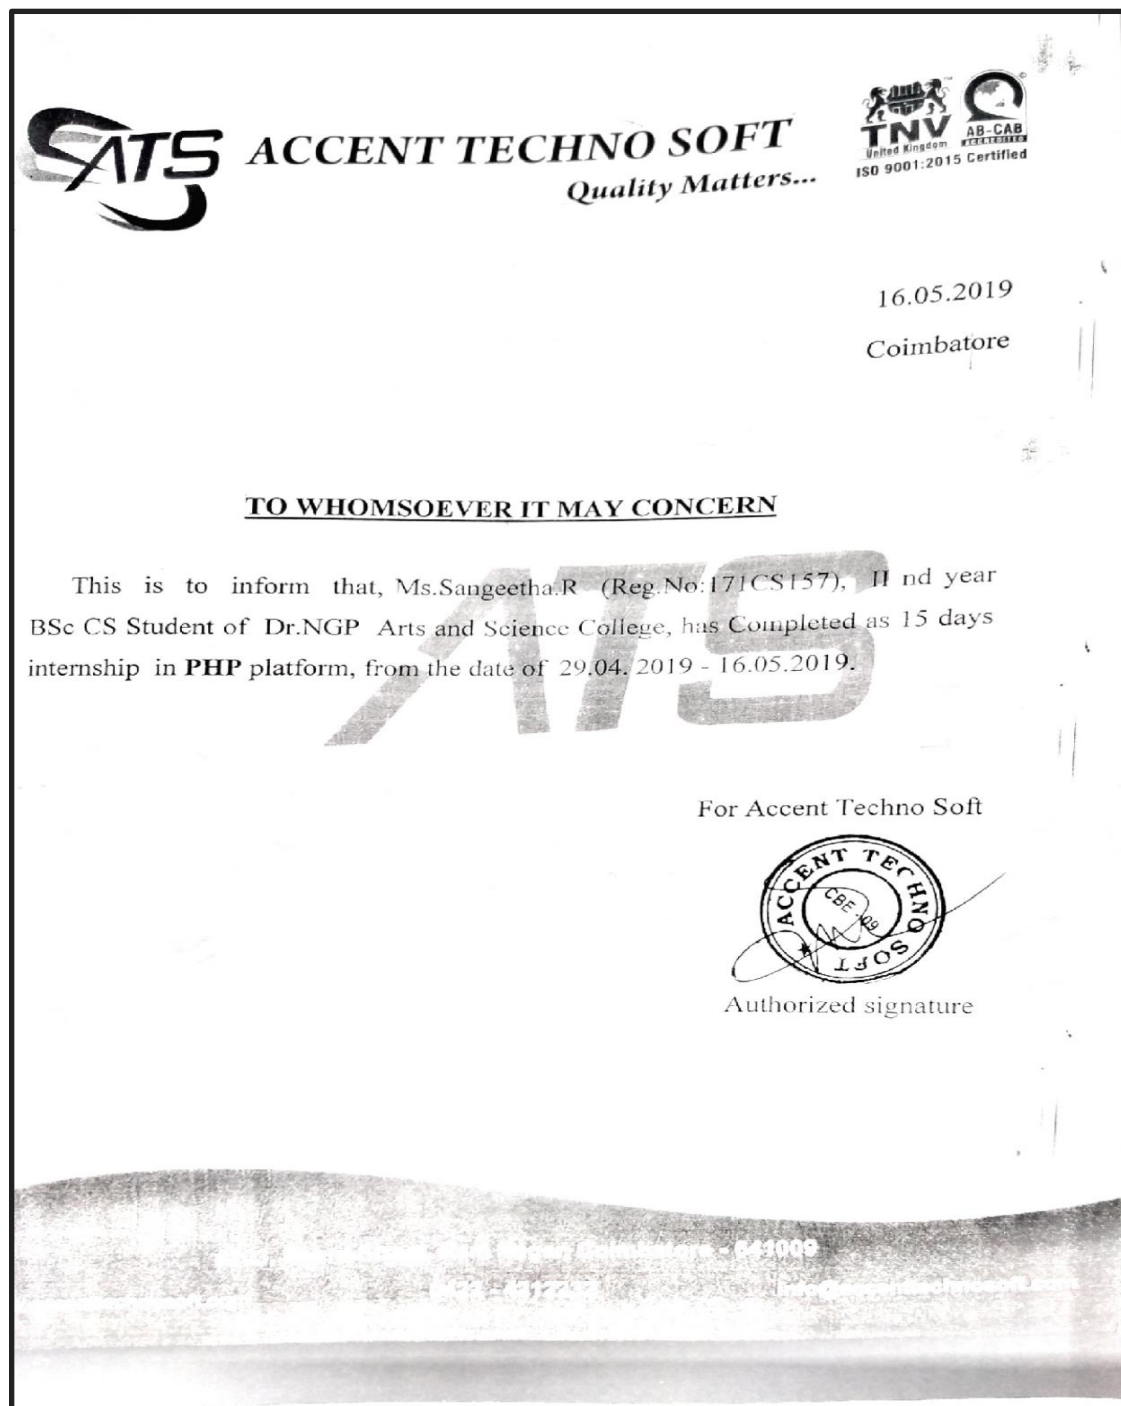 ATS
ACCENT TECHNO SOFT
Quality Matters...
TNV
United Kingdom
AB-CAB
ACCREDITED
ISO 9001:2015 Certified
16.05.2019
Coimbatore
TO WHOMSOEVER IT MAY CONCERN
This is to inform that, Ms.Sangeetha.R (Reg.No:171CS157), II nd year
BSc CS Student of Dr.NGP Arts and Science College, has Completed as 15 days
internship in PHP platform, from the date of 29.04. 2019 - 16.05.2019.
ATS
For Accent Techno Soft
ACCENT TECHNO SOFT
CBE - 09
Authorized signature
Coimbatore - 641009